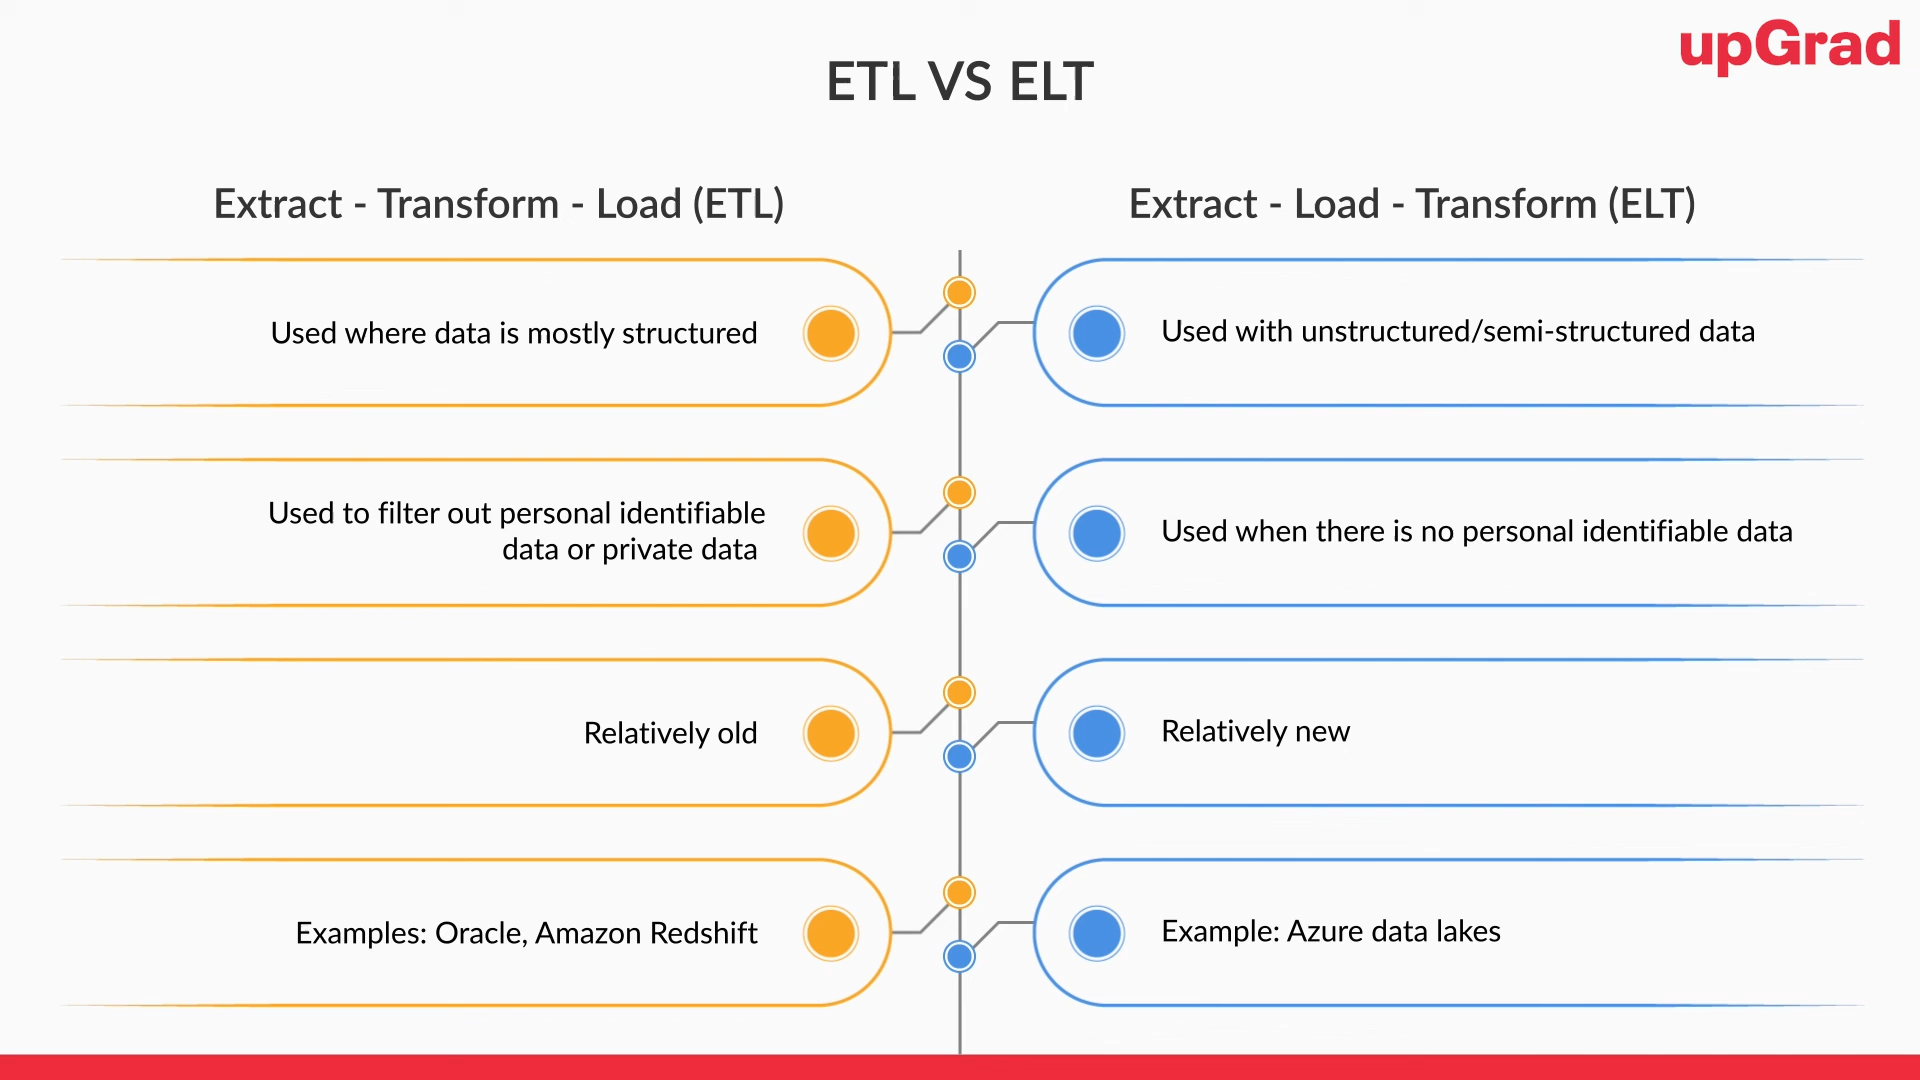 upGrad
ETL VS ELT
Extract - Transform - Load (ETL)
Extract - Load - Transform (ELT)
Used where data is mostly structured
Used with unstructured/semi-structured data
Used to filter out personal identifiable
data or private data
Used when there is no personal identifiable data
Relatively old
Relatively new
Examples: Oracle, Amazon Redshift
Example: Azure data lakes